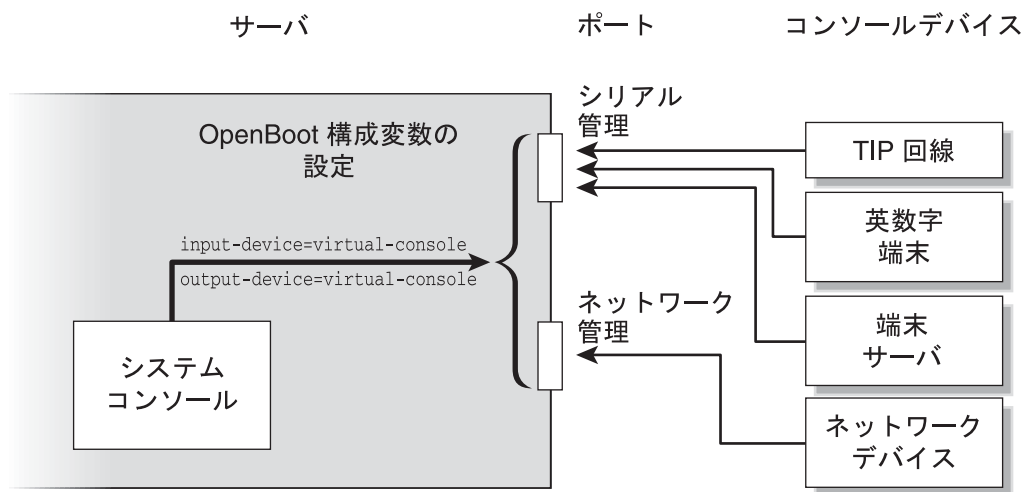 サーバ
ポート
コンソールデバイス
OpenBoot 構成変数の
設定
input-device=virtual-console
output-device=virtual-console
システム
コンソール
シリアル
管理
ネットワーク
管理
TIP 回線
英数字
端末
端末
サーバ
ネットワーク
デバイス